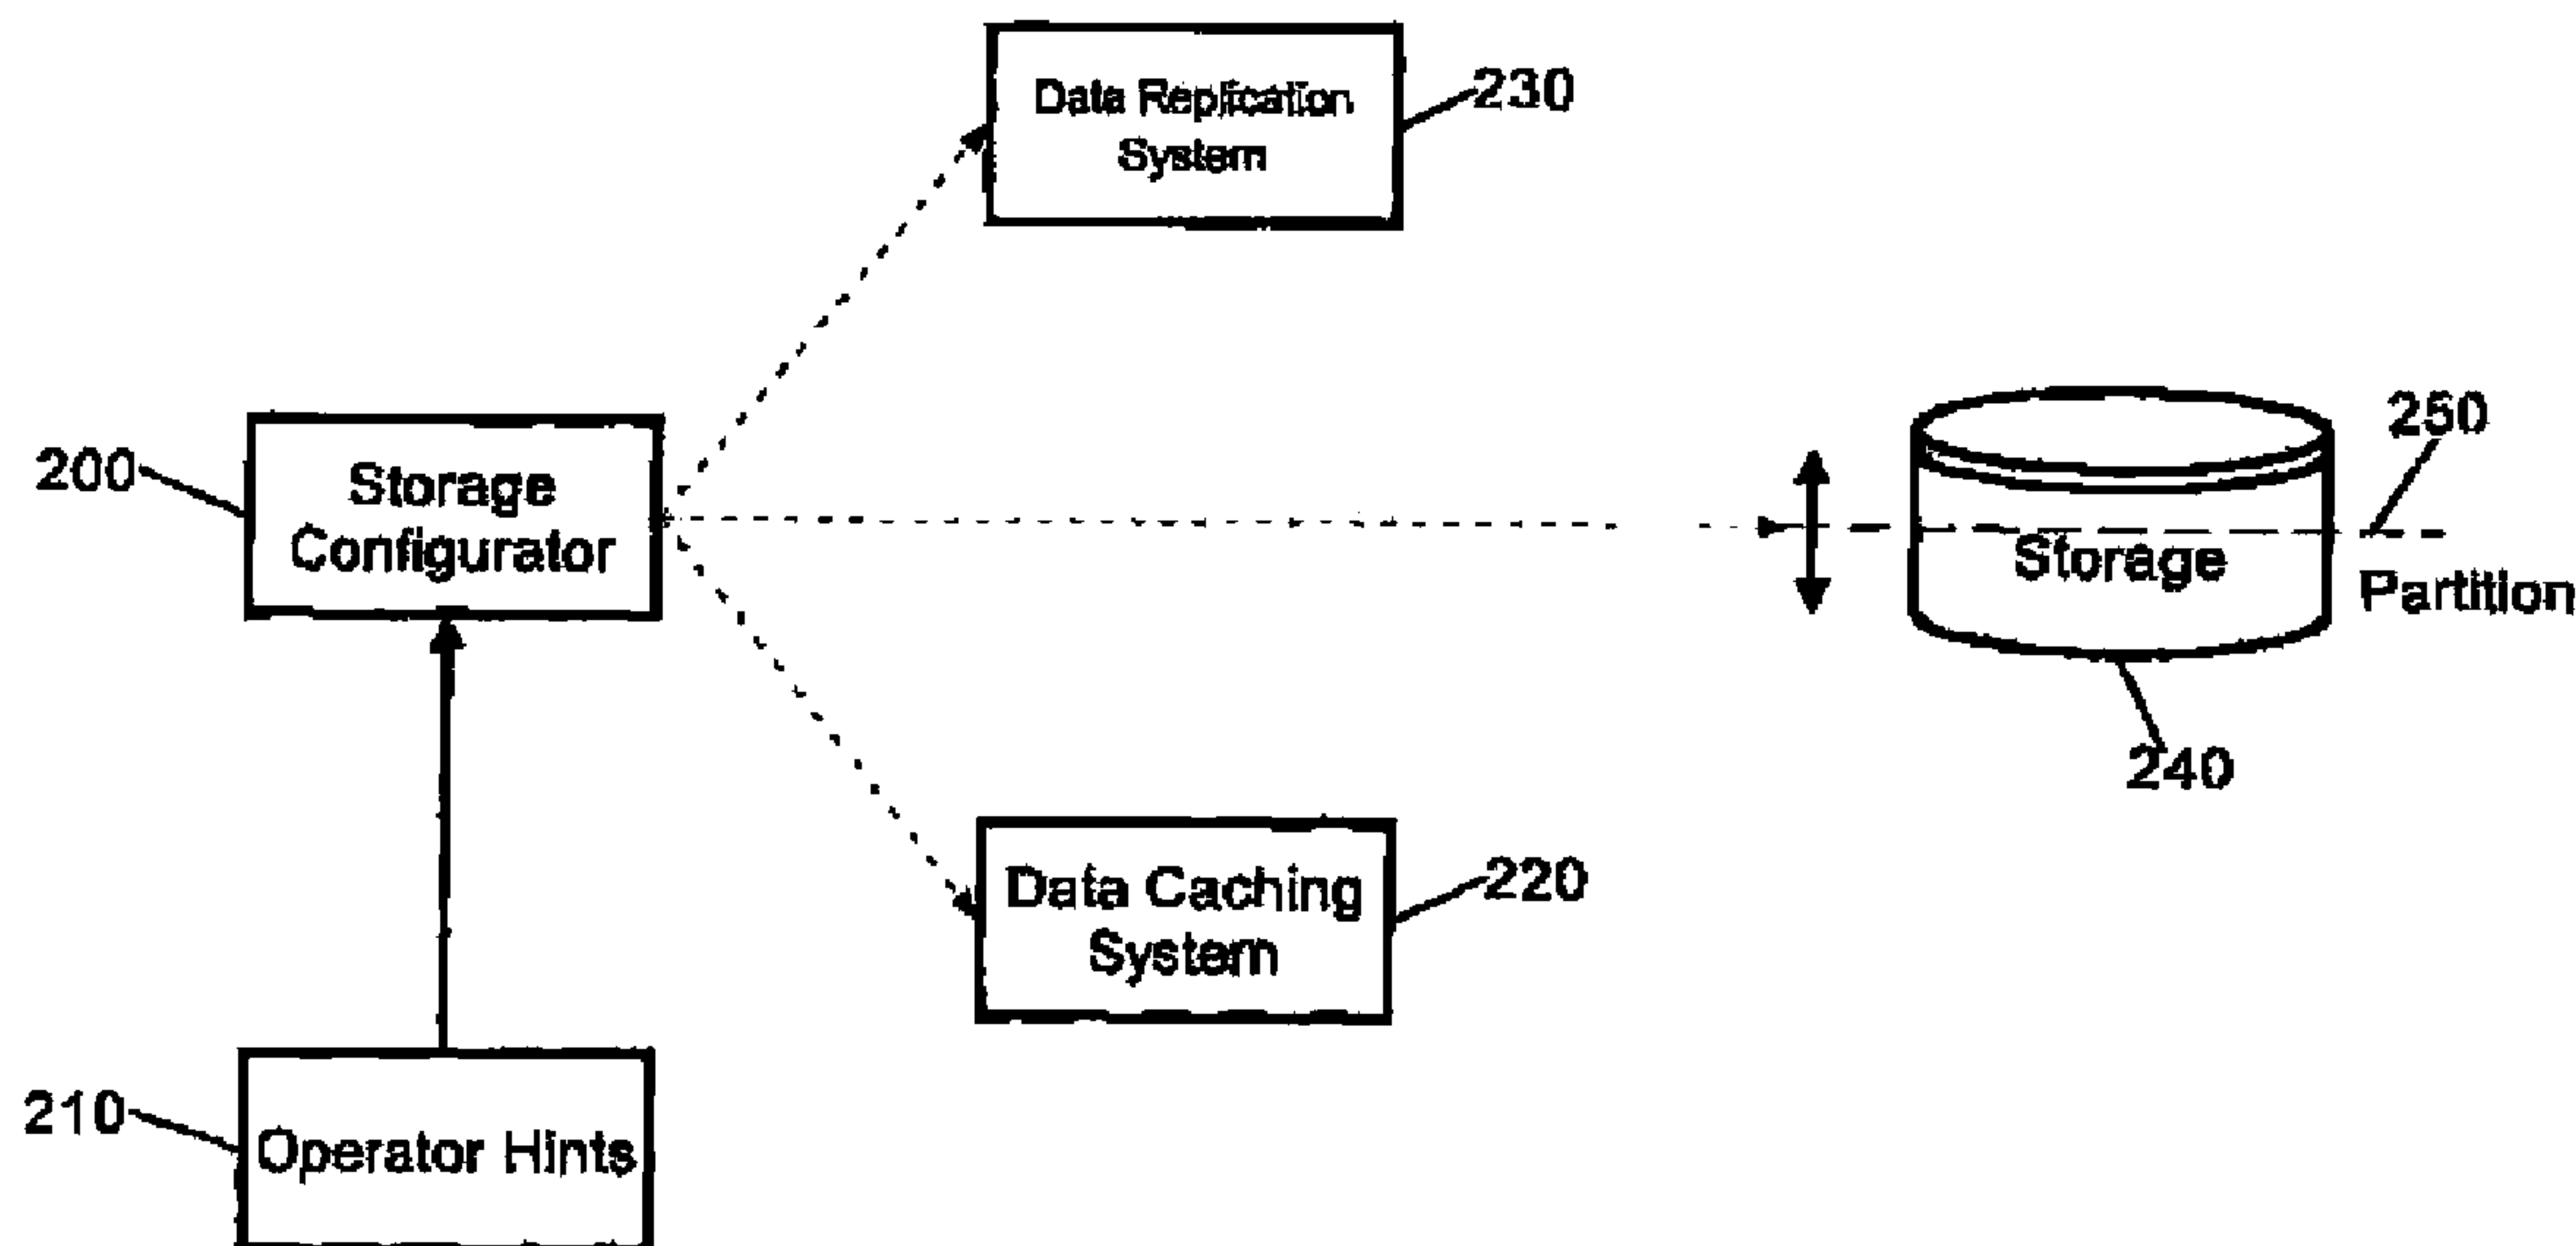 Data Replication
System
230
200
Storage
Configurator
250
Storage
Partition
240
Data Caching
System
220
210
Operator Hints